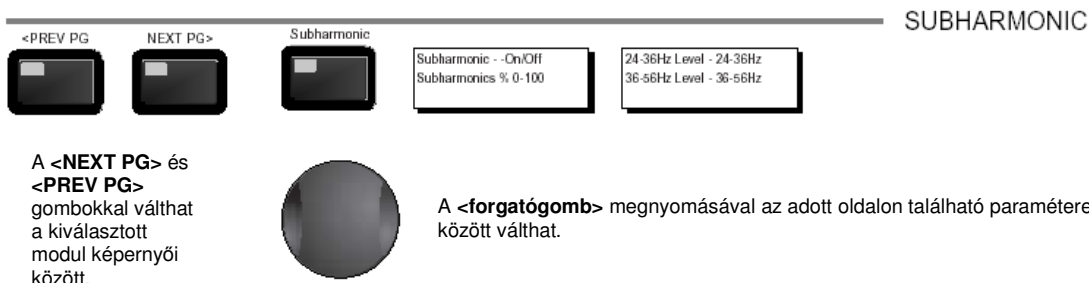 SUBHARMONIC
<PREV PG NEXT PG> Subharmonic
Subharmonic - -On/Off
Subharmonics % 0-100
24-36Hz Level - 24-36Hz
36-56Hz Level - 36-56Hz
A <NEXT PG> és
<PREV PG>
gombokkal válthat
a kiválasztott
modul képernyői
között.
A <forgatógomb> megnyomásával az adott oldalon található paramétere
között válthat.